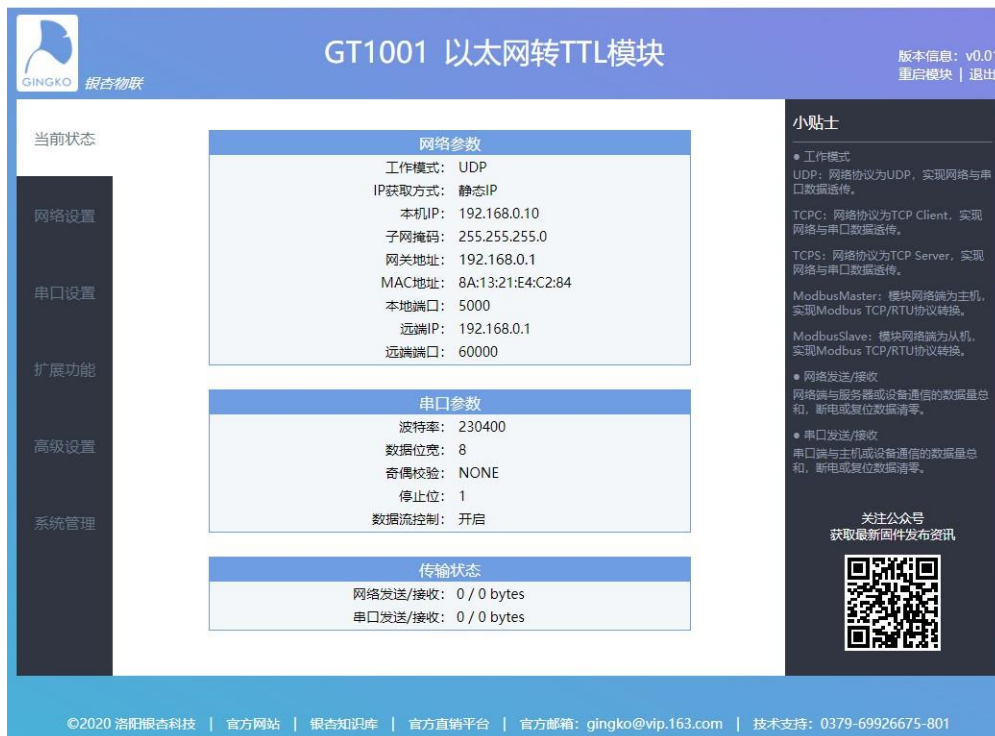 GINGKO 银杏物联
GT1001 以太网转TTL模块
版本信息：v0.01
重启模块 | 退出
当前状态
网络设置
串口设置
扩展功能
高级设置
系统管理
网络参数
工作模式： UDP
IP获取方式： 静态IP
本机IP： 192.168.0.10
子网掩码： 255.255.255.0
网关地址： 192.168.0.1
MAC地址： 8A:13:21:E4:C2:84
本地端口： 5000
远端IP： 192.168.0.1
远端端口： 60000
串口参数
波特率： 230400
数据位宽： 8
奇偶校验： NONE
停止位： 1
数据流控制： 开启
传输状态
网络发送/接收： 0 / 0 bytes
串口发送/接收： 0 / 0 bytes
小贴士
● 工作模式
UDP：网络协议为UDP，实现网络与串
口数据透传。
TCPC：网络协议为TCP Client，实现
网络与串口数据透传。
TCPS：网络协议为TCP Server，实现
网络与串口数据透传。
ModbusMaster：模块网络端为主机，
实现Modbus TCP/RTU协议转换。
ModbusSlave：模块网络端为从机，
实现Modbus TCP/RTU协议转换。
● 网络发送/接收
网络端与服务器或设备通信的数据量总
和，断电或复位数据清零。
● 串口发送/接收
串口端与主机或设备通信的数据量总
和，断电或复位数据清零。
关注公众号
获取最新固件发布资讯
©2020 洛阳银杏科技 | 官方网站 | 银杏知识库 | 官方直销平台 | 官方邮箱：gingko@vip.163.com | 技术支持：0379-69926675-801